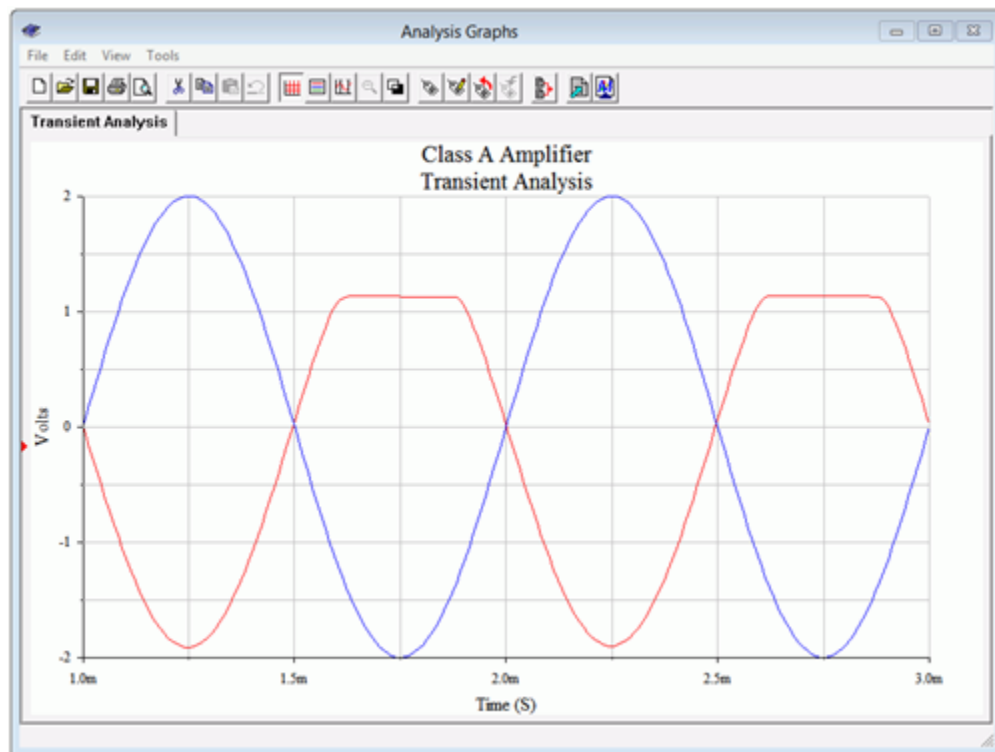 Analysis Graphs
File Edit View Tools
Transient Analysis
Class A Amplifier
Transient Analysis
2
1
0
-1
-2
Volts
1.0m 1.5m 2.0m 2.5m 3.0m
Time (S)